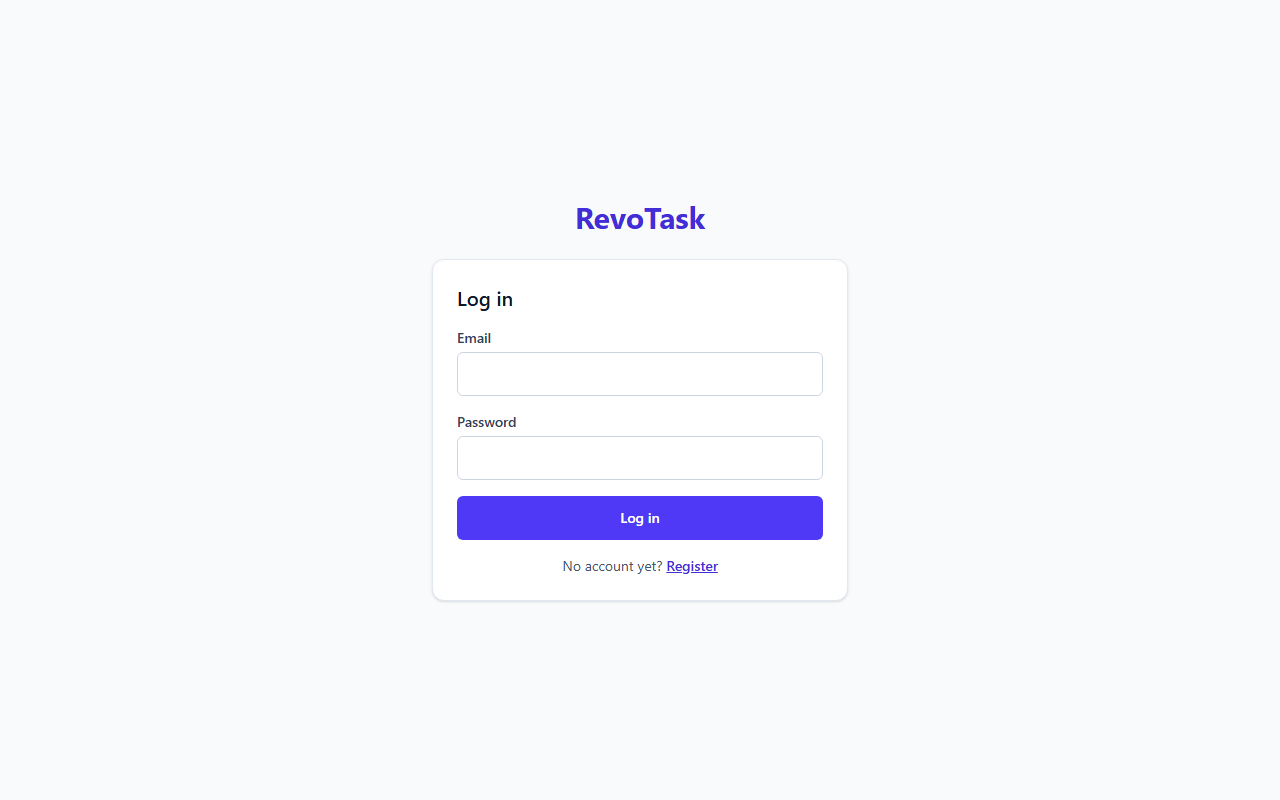 RevoTask
Log in
Email
Password
Log in
No account yet? Register